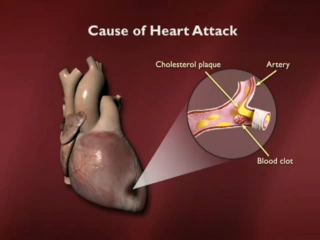 Cause of Heart Attack
Cholesterol plaque
Artery
Blood clot